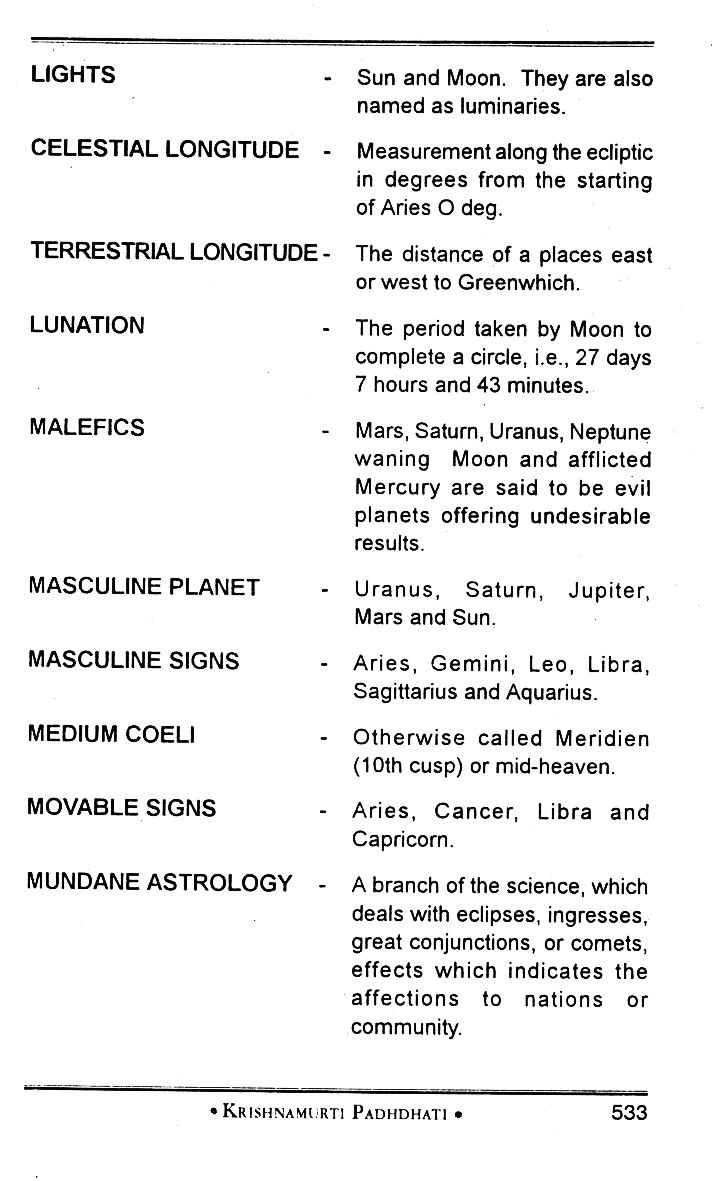 LIGHTS - Sun and Moon. They are also
named as luminaries.
CELESTIAL LONGITUDE - Measurement along the ecliptic
in degrees from the starting
of Aries O deg.
TERRESTRIAL LONGITUDE - The distance of a places east
or west to Greenwhich.
LUNATION - The period taken by Moon to
complete a circle, i.e., 27 days
7 hours and 43 minutes.
MALEFICS - Mars, Saturn, Uranus, Neptune
waning Moon and afflicted
Mercury are said to be evil
planets offering undesirable
results.
MASCULINE PLANET - Uranus, Saturn, Jupiter,
Mars and Sun.
MASCULINE SIGNS - Aries, Gemini, Leo, Libra,
Sagittarius and Aquarius.
MEDIUM COELI - Otherwise called Meridien
(10th cusp) or mid-heaven.
MOVABLE SIGNS - Aries, Cancer, Libra and
Capricorn.
MUNDANE ASTROLOGY - A branch of the science, which
deals with eclipses, ingresses,
great conjunctions, or comets,
effects which indicates the
affections to nations or
community.
• KRISHNAMURTI PADHDHATI • 533